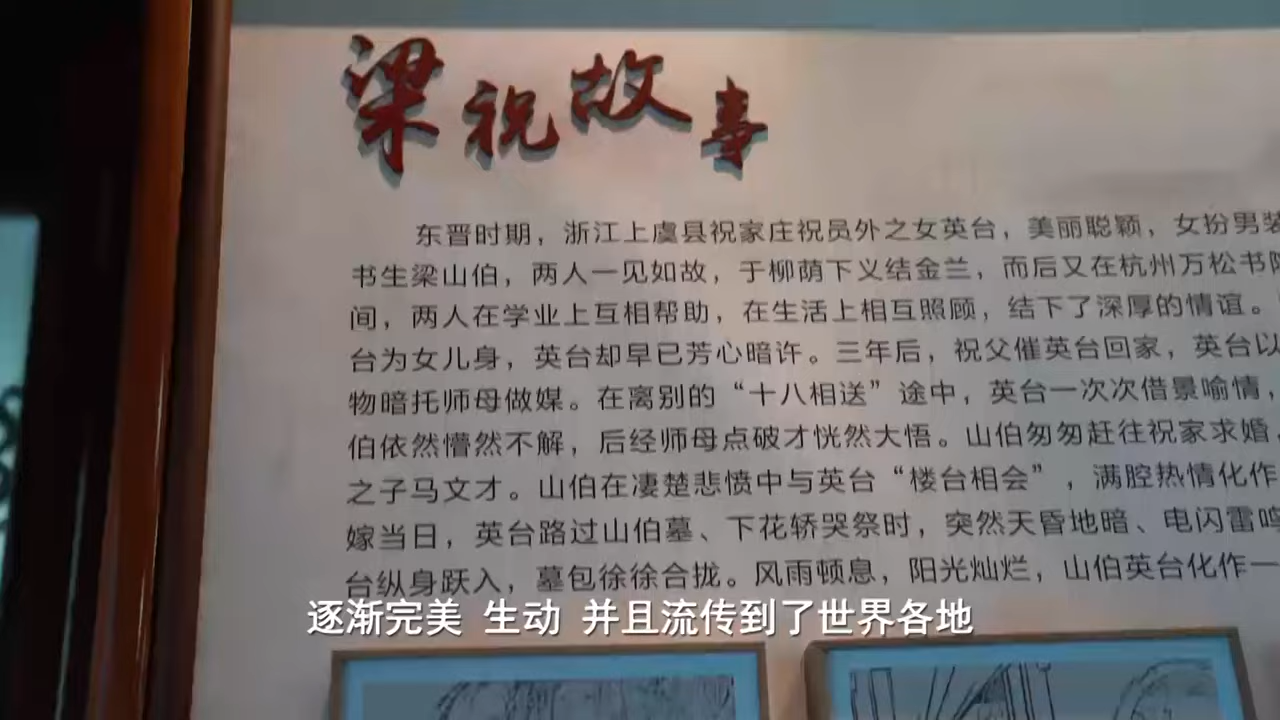 梁祝故事
东晋时期，浙江上虞县祝家庄祝员外之女英台，美丽聪颖，女扮男装
书生梁山伯，两人一见如故，于柳荫下义结金兰，而后又在杭州万松书院
间，两人在学业上互相帮助，在生活上相互照顾，结下了深厚的情谊。
台为女儿身，英台却早已芳心暗许。三年后，祝父催英台回家，英台以
物暗托师母做媒。在离别的“十八相送”途中，英台一次次借景喻情，
伯依然懵然不解，后经师母点破才恍然大悟。山伯匆匆赶往祝家求婚，
之子马文才。山伯在凄楚悲愤中与英台“楼台相会”，满腔热情化作
嫁当日，英台路过山伯墓、下花轿哭祭时，突然天昏地暗、电闪雷鸣
台纵身跃入，墓包徐徐合拢。风雨顿息，阳光灿烂，山伯英台化作一
逐渐完美 生动 并且流传到了世界各地